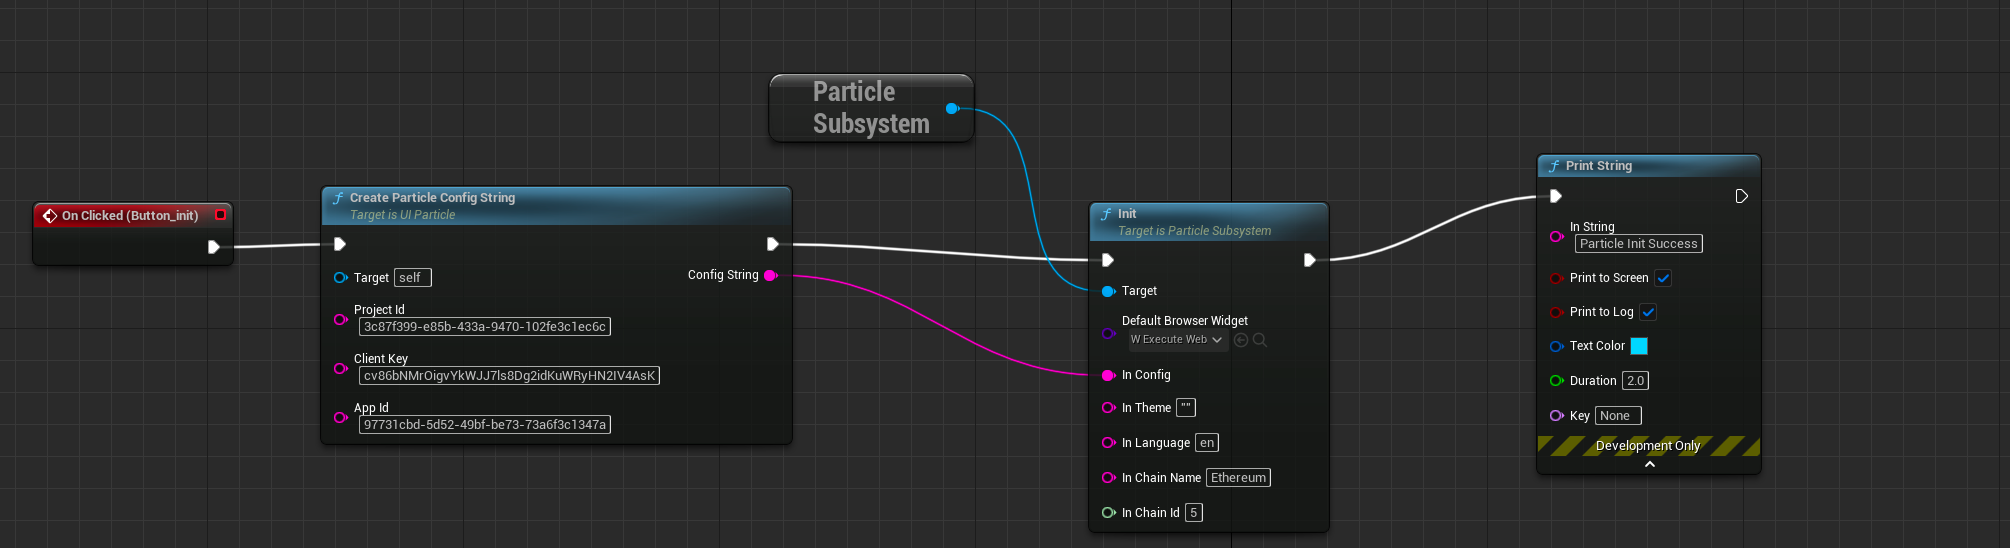 Particle
Subsystem
On Clicked (Button_init)
Create Particle Config String
Target is UI Particle
Target self
Config String
Project Id
3c87f399-e85b-433a-9470-102fe3c1ec6c
Client Key
cv86bNMrOigvYkWJJ7ls8Dg2idKuWRyHN2IV4AsK
App Id
97731cbd-5d52-49bf-be73-73a6f3c1347a
Init
Target is Particle Subsystem
Target
Default Browser Widget
W Execute Web
In Config
In Theme ""
In Language en
In Chain Name Ethereum
In Chain Id 5
Print String
In String
Particle Init Success
Print to Screen
Print to Log
Text Color
Duration 2.0
Key None
Development Only